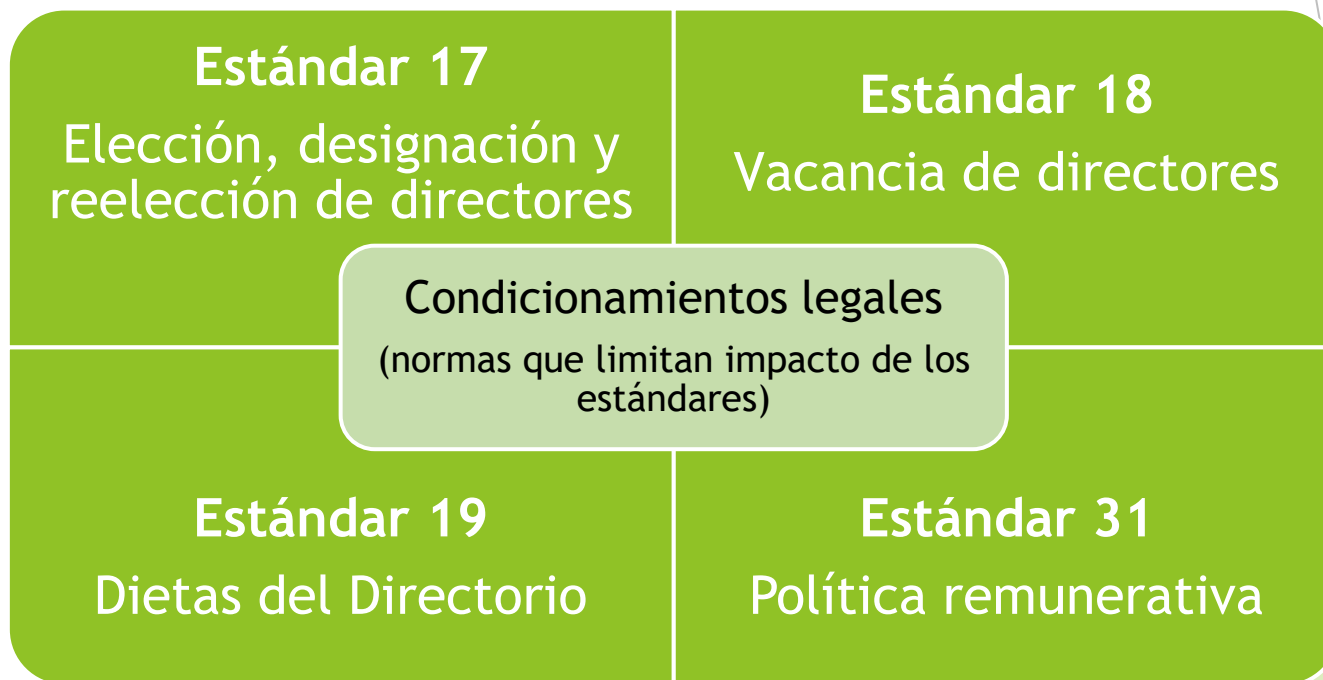 Estándar 17
Elección, designación y
reelección de directores
Estándar 18
Vacancia de directores
Condicionamientos legales
(normas que limitan impacto de los
estándares)
Estándar 19
Dietas del Directorio
Estándar 31
Política remunerativa